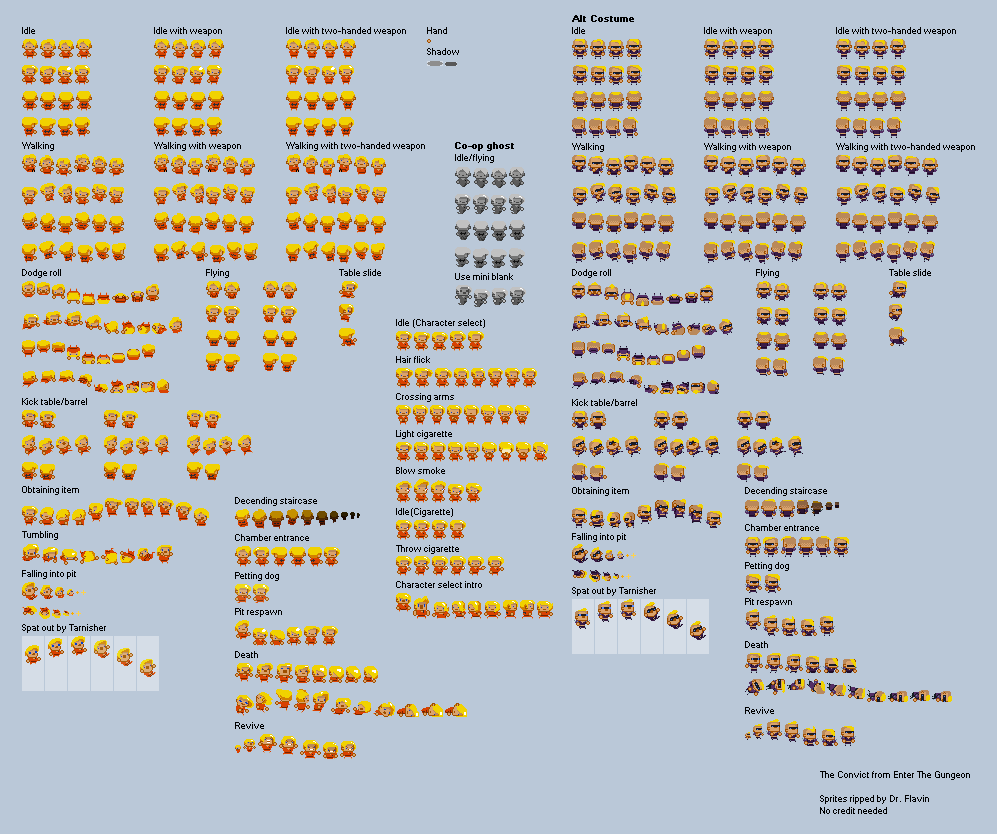 Alt Costume
Idle
Idle with weapon
Idle with two-handed weapon
Hand
Shadow
Idle
Idle with weapon
Idle with two-handed weapon
Walking
Walking with weapon
Walking with two-handed weapon
Co-op ghost
Idle/flying
Use mini blank
Walking
Walking with weapon
Walking with two-handed weapon
Dodge roll
Flying
Table slide
Dodge roll
Flying
Table slide
Idle (Character select)
Hair flick
Crossing arms
Light cigarette
Blow smoke
Idle(Cigarette)
Throw cigarette
Character select intro
Kick table/barrel
Kick table/barrel
Obtaining item
Tumbling
Falling into pit
Spat out by Tarnisher
Decending staircase
Chamber entrance
Petting dog
Pit respawn
Death
Revive
Obtaining item
Falling into pit
Spat out by Tarnisher
Decending staircase
Chamber entrance
Petting dog
Pit respawn
Death
Revive
The Convict from Enter The Gungeon
Sprites ripped by Dr. Flavin
No credit needed